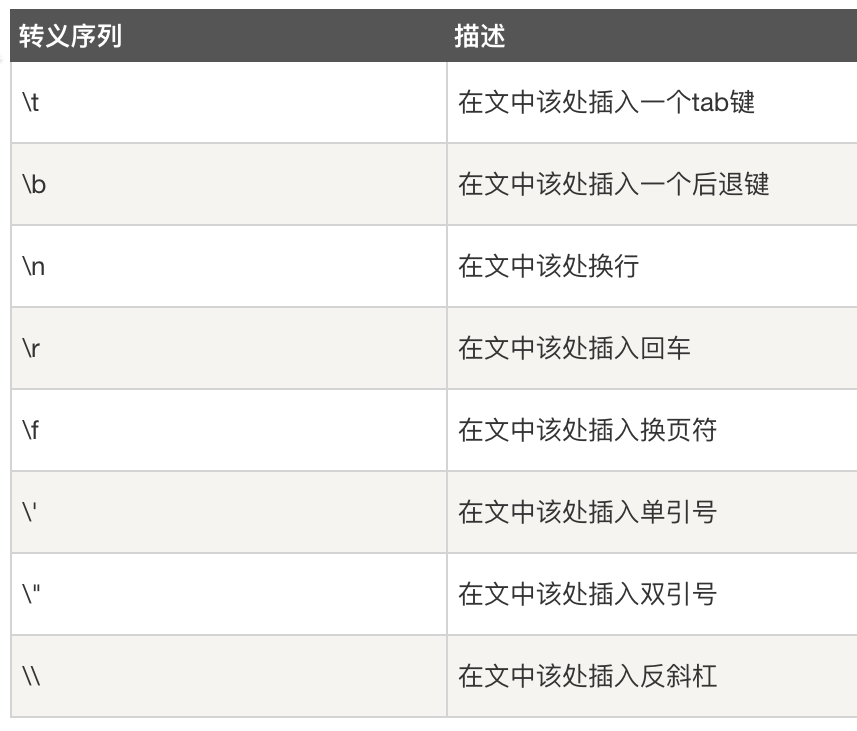 转义序列 描述
\t 在文中该处插入一个tab键
\b 在文中该处插入一个后退键
\n 在文中该处换行
\r 在文中该处插入回车
\f 在文中该处插入换页符
\' 在文中该处插入单引号
\" 在文中该处插入双引号
\\ 在文中该处插入反斜杠